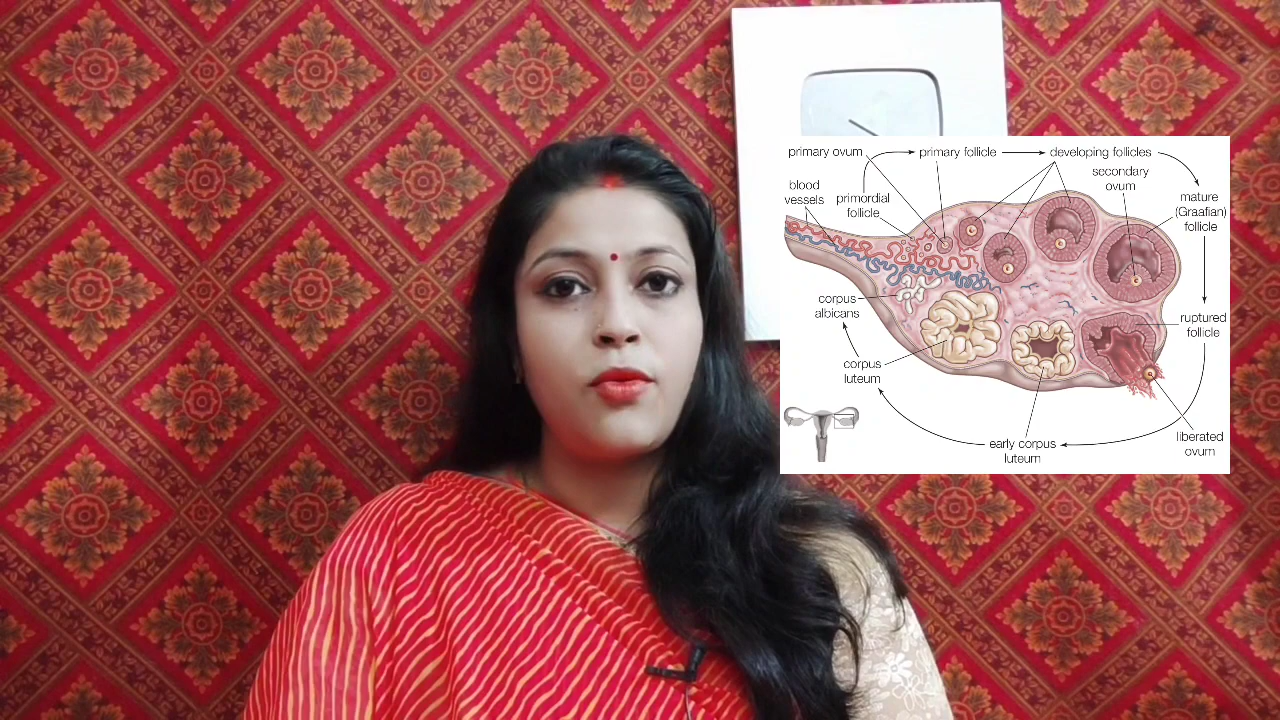 primary ovum
primary follicle
developing follicles
secondary
ovum
blood
vessels
primordial
follicle
mature
(Graafian)
follicle
corpus
albicans
ruptured
follicle
corpus
luteum
early corpus
luteum
liberated
ovum